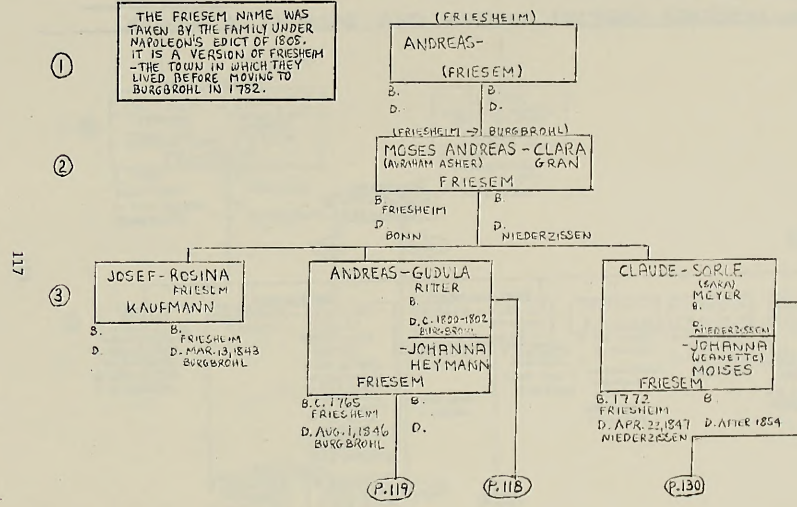 THE FRIESEM NAME WAS
TAKEN BY THE FAMILY UNDER
NAPOLEON'S EDICT OF 1808.
IT IS A VERSION OF FRIESHEIM
-THE TOWN IN WHICH THEY
LIVED BEFORE MOVING TO
BURGBROHL IN 1782.
(FRIESHEIM)
1
ANDREAS-
(FRIESEM)
B. B.
D. D.
(FRIESHEIM → BURGBROHL)
2
MOSES ANDREAS - CLARA
(AVRAHAM ASHER) GRAN
FRIESEM
B. B.
FRIESHEIM
D. D.
BONN NIEDERZISSEN
117
3
JOSEF - ROSINA
FRIESEM
KAUFMANN
B. B.
FRIESHEIM
D. D. MAR. 13, 1843
BURGBROHL
ANDREAS - GUDULA
RITTER
B.
D. C. 1800-1802
BURGBROHL
-JOHANNA
HEYMANN
FRIESEM
B. C. 1765 B.
FRIESHEIM
D. AUG. 1, 1846 D.
BURGBROHL
P.119
P.118
CLAUDE - SORLE
(SARA)
MEYER
B.
D.
NIEDERZISSEN
-JOHANNA
(JEANETTE)
MOISES
FRIESEM
B. 1772 B.
FRIESHEIM
D. APR. 22, 1847 D. AFTER 1854
NIEDERZISSEN
P.130